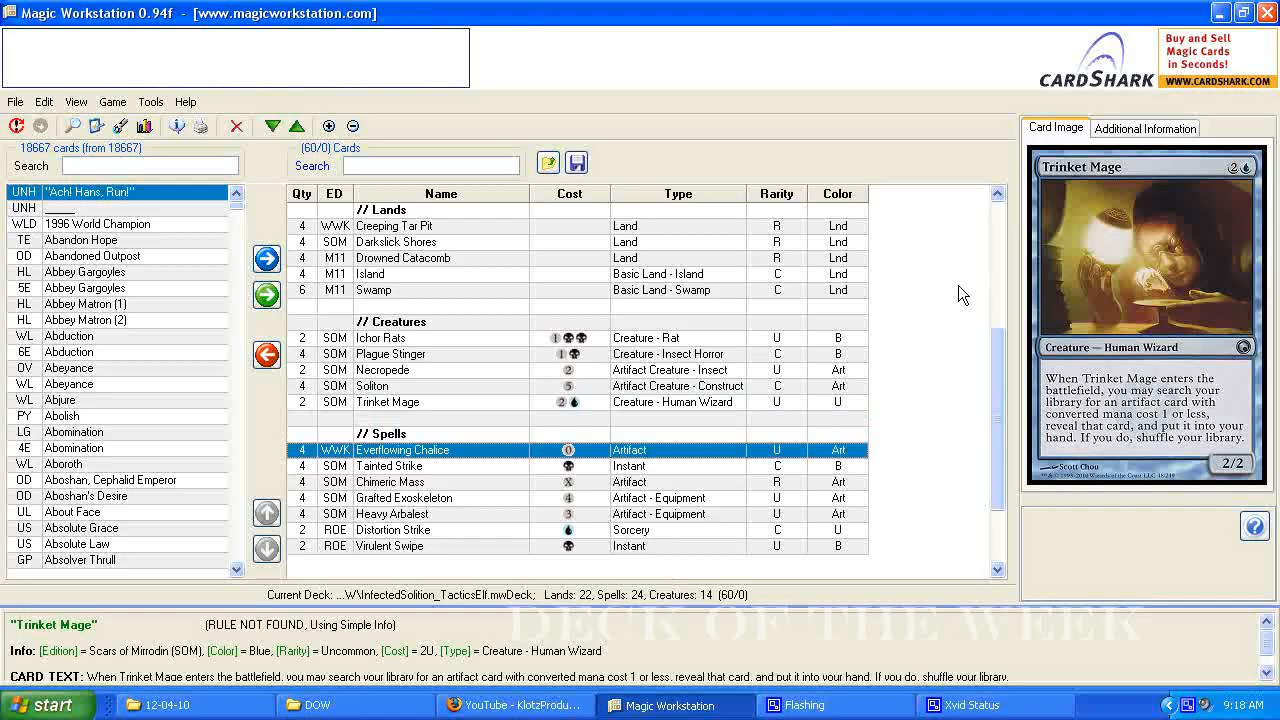 Magic Workstation 0.94f - [www.magicworkstation.com]
CARDSHARK
Buy and Sell
Magic Cards
in Seconds!
WWW.CARDSHARK.COM
File Edit View Game Tools Help
18667 cards (from 18667)
Search
(60/0) Cards
Search
Card Image Additional Information
UNH "Ach! Hans, Run!"
UNH _____
WLD 1996 World Champion
TE Abandon Hope
OD Abandoned Outpost
HL Abbey Gargoyles
5E Abbey Gargoyles
HL Abbey Matron (1)
HL Abbey Matron (2)
WL Abduction
6E Abduction
OV Abeyance
WL Abeyance
WL Abjure
PY Abolish
LG Abomination
4E Abomination
WL Aboroth
OD Aboshan, Cephalid Emperor
OD Aboshan's Desire
UL About Face
US Absolute Grace
US Absolute Law
GP Absolver Thrull
Qty ED Name Cost Type Rarity Color
// Lands
4 WWK Creeping Tar Pit Land R Lnd
4 SOM Darkslick Shores Land R Lnd
4 M11 Drowned Catacomb Land R Lnd
4 M11 Island Basic Land - Island C Lnd
6 M11 Swamp Basic Land - Swamp C Lnd
// Creatures
2 SOM Ichor Rats 1 Creature - Rat U B
4 SOM Plague Stinger 1 Creature - Insect Horror C B
2 SOM Necropede 2 Artifact Creature - Insect U Art
4 SOM Soliton 5 Artifact Creature - Construct C Art
2 SOM Trinket Mage 2 Creature - Human Wizard U U
// Spells
4 WWK Everflowing Chalice 0 Artifact U Art
4 SOM Tainted Strike Instant C B
4 SOM X Artifact R Art
4 SOM Grafted Exoskeleton 4 Artifact - Equipment U Art
4 SOM Heavy Arbalest 3 Artifact - Equipment U Art
2 ROE Distortion Strike Sorcery C U
2 ROE Virulent Swipe Instant U B
Trinket Mage 2
Creature — Human Wizard
When Trinket Mage enters the
battlefield, you may search your
library for an artifact card with
converted mana cost 1 or less,
reveal that card, and put it into your
hand. If you do, shuffle your library.
Scott Chou
2/2
Current Deck: ...W\InfectedSolition_TacticsElf.mwDeck; Lands: 22, Spells: 24, Creatures: 14 (60/0)
DECK OF THE WEEK
"Trinket Mage" (RULE NOT FOUND, Using Simple Info)
Info: [Edition] = Scars of Mirrodin (SOM), [Color] = Blue, [Rarity] = Uncommon, [Cost] = 2U, [Type] = Creature - Human Wizard
CARD TEXT: When Trinket Mage enters the battlefield, you may search your library for an artifact card with converted mana cost 1 or less, reveal that card, and put it into your hand. If you do, shuffle your library.
start 12-04-10 DOW YouTube - KlotzProdu... Magic Workstation Flashing Xvid Status 9:18 AM